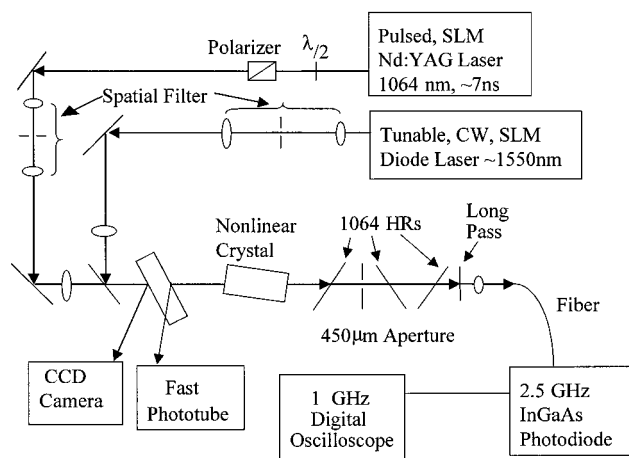 Pulsed, SLM
Nd:YAG Laser
1064 nm, ~7ns
Polarizer
λ/2
Spatial Filter
Tunable, CW, SLM
Diode Laser ~1550nm
Nonlinear
Crystal
1064 HRs
Long
Pass
450μm Aperture
Fiber
CCD
Camera
Fast
Phototube
1 GHz
Digital
Oscilloscope
2.5 GHz
InGaAs
Photodiode